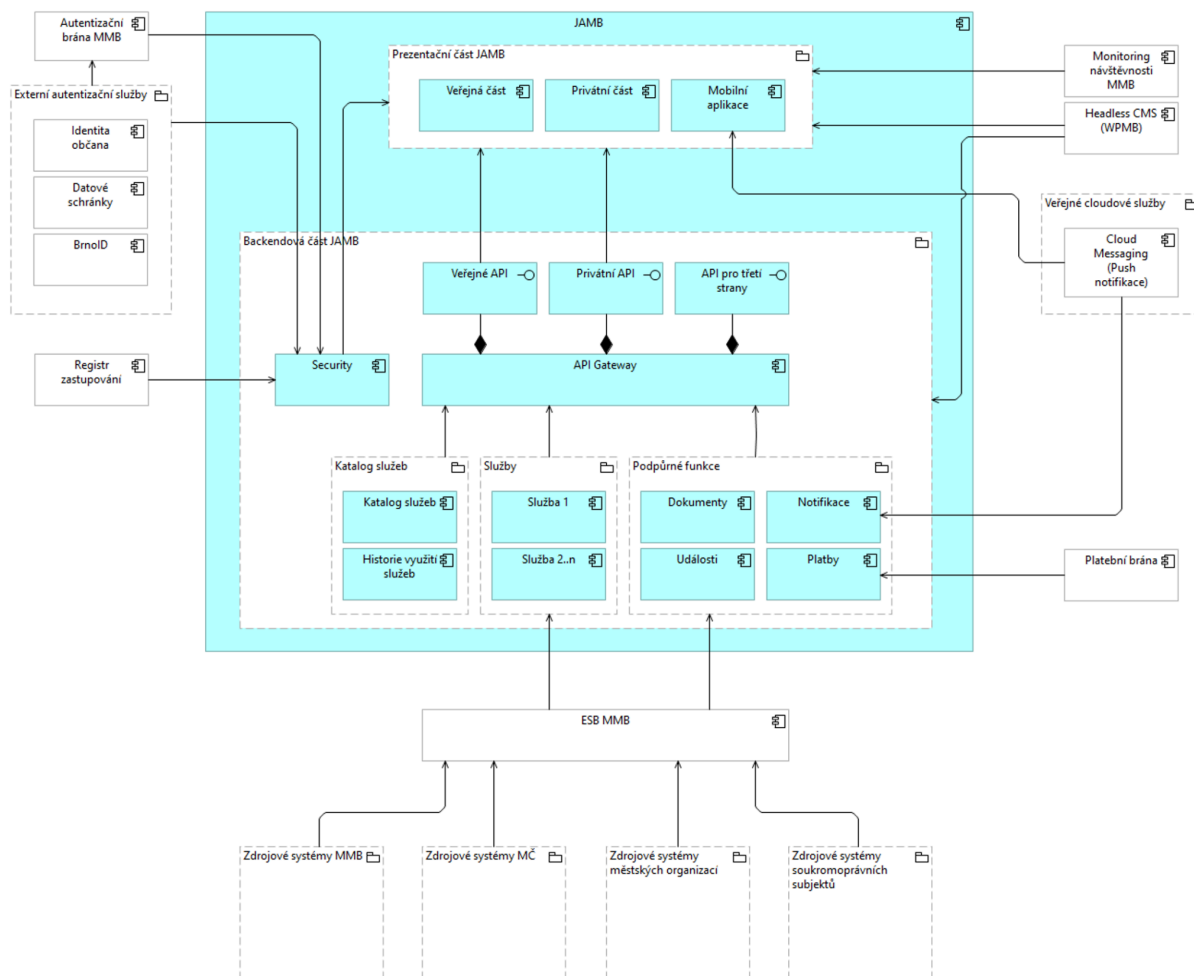 Autentizační
brána MMB
JAMB
Prezentační část JAMB
Veřejná část
Privátní část
Mobilní
aplikace
Monitoring
návštěvnosti
MMB
Headless CMS
(WPMB)
Externí autentizační služby
Identita
občana
Datové
schránky
BrnoID
Veřejné cloudové služby
Cloud
Messaging
(Push
notifikace)
Backendová část JAMB
Veřejné API
Privátní API
API pro třetí
strany
Registr
zastupování
Security
API Gateway
Katalog služeb
Služby
Podpůrné funkce
Katalog služeb
Služba 1
Dokumenty
Notifikace
Historie využití
služeb
Služba 2..n
Události
Platby
Platební brána
ESB MMB
Zdrojové systémy MMB
Zdrojové systémy MČ
Zdrojové systémy
městských organizací
Zdrojové systémy
soukromoprávních
subjektů